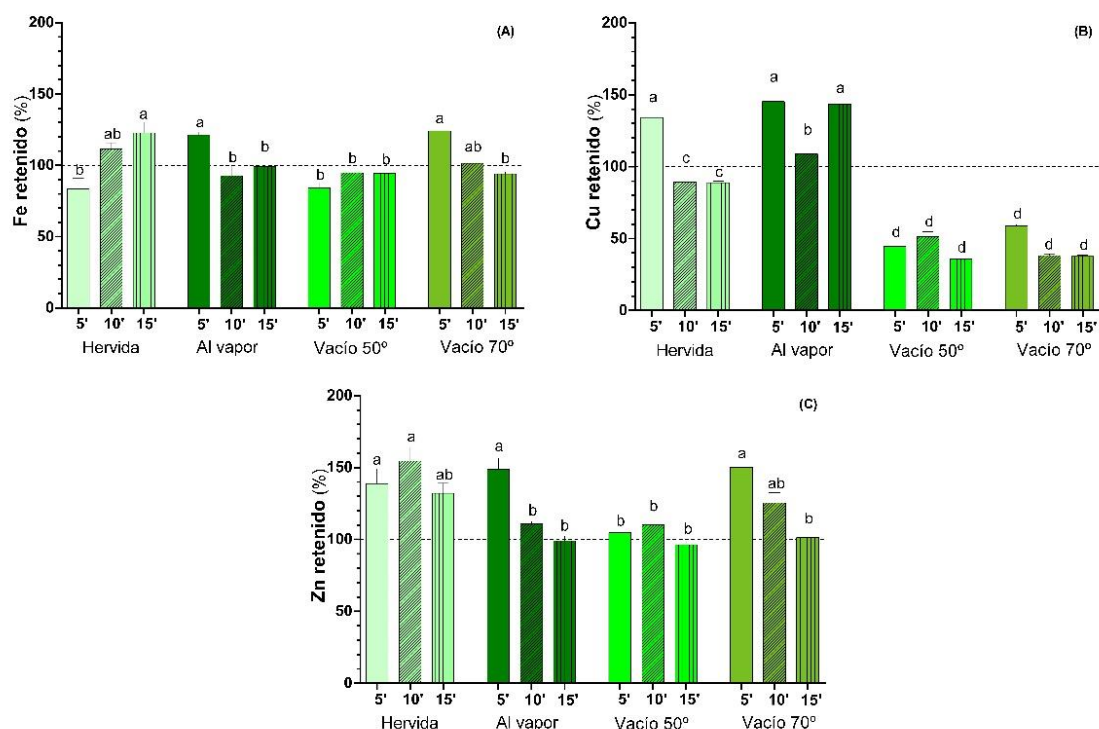 (A)
Fe retenido (%)
200
150
100
50
0
b
ab
a
a
b
b
b
b
b
a
ab
b
5' 10' 15' 5' 10' 15' 5' 10' 15' 5' 10' 15'
Hervida Al vapor Vacío 50º Vacío 70º
(B)
Cu retenido (%)
200
150
100
50
0
a
c
c
a
b
a
d
d
d
d
d
d
5' 10' 15' 5' 10' 15' 5' 10' 15' 5' 10' 15'
Hervida Al vapor Vacío 50º Vacío 70º
(C)
Zn retenido (%)
200
150
100
50
0
a
a
ab
a
b
b
b
b
b
a
ab
b
5' 10' 15' 5' 10' 15' 5' 10' 15' 5' 10' 15'
Hervida Al vapor Vacío 50º Vacío 70º